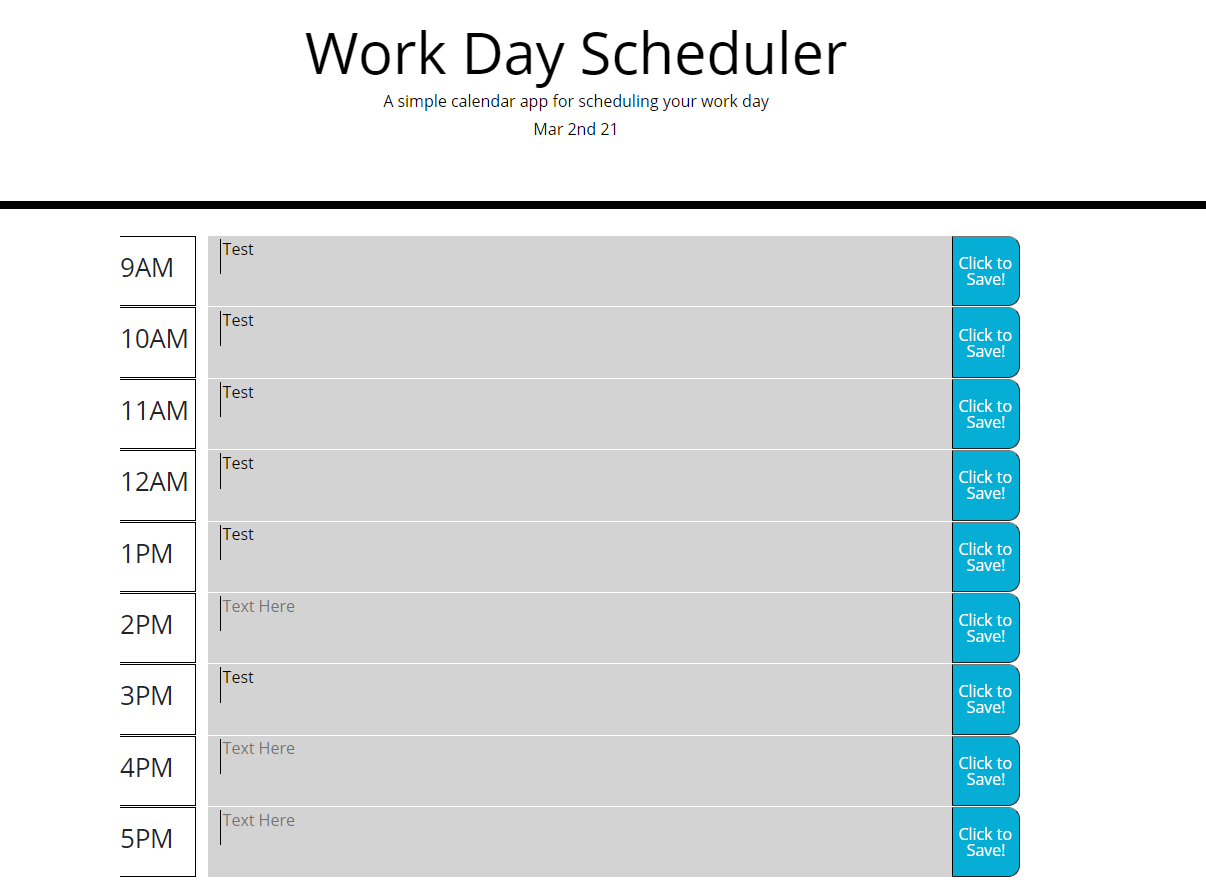 Work Day Scheduler
A simple calendar app for scheduling your work day
Mar 2nd 21
9AM
Test
Click to
Save!
10AM
Test
Click to
Save!
11AM
Test
Click to
Save!
12AM
Test
Click to
Save!
1PM
Test
Click to
Save!
2PM
Text Here
Click to
Save!
3PM
Test
Click to
Save!
4PM
Text Here
Click to
Save!
5PM
Text Here
Click to
Save!